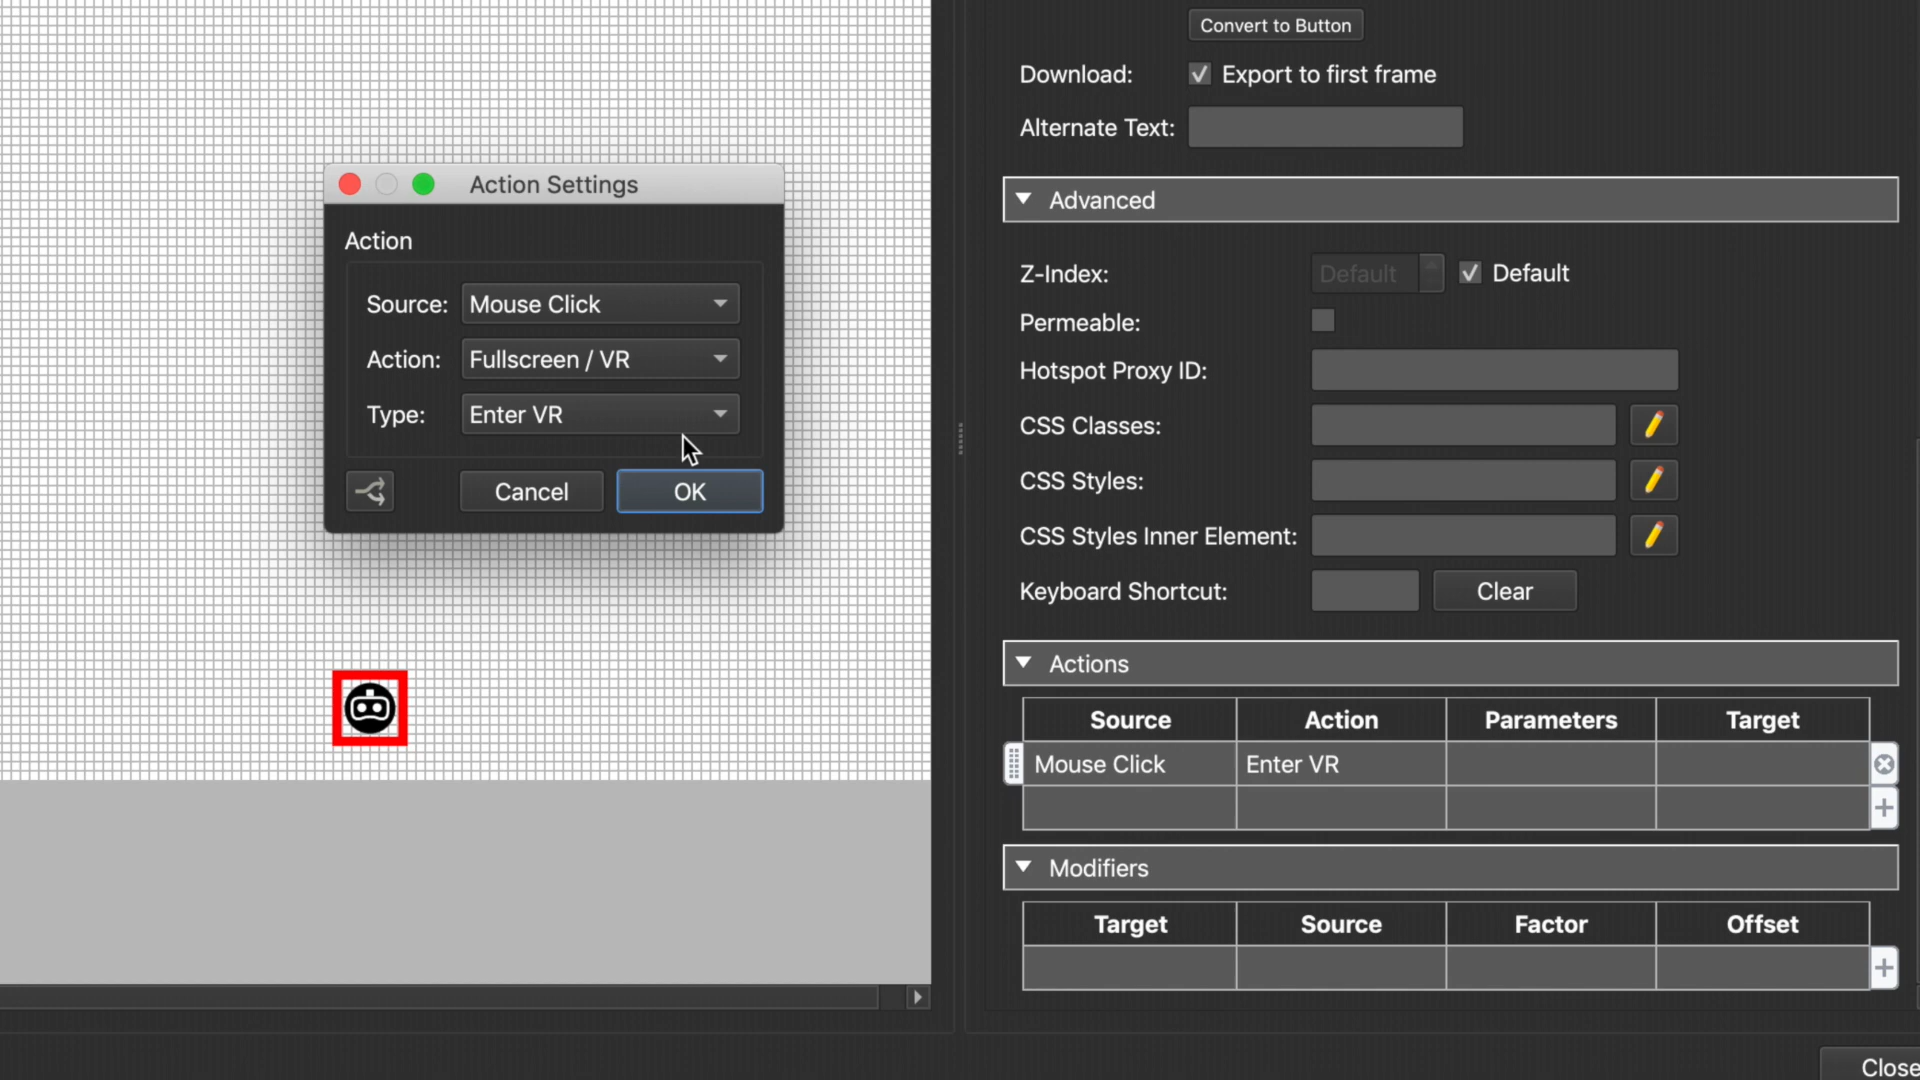 Convert to Button
Download:
Export to first frame
Alternate Text:
Action Settings
Action
Source: Mouse Click
Action: Fullscreen / VR
Type: Enter VR
Cancel
OK
Advanced
Z-Index: Default
Default
Permeable:
Hotspot Proxy ID:
CSS Classes:
CSS Styles:
CSS Styles Inner Element:
Keyboard Shortcut:
Clear
Actions
Source Action Parameters Target
Mouse Click Enter VR
Modifiers
Target Source Factor Offset
Close